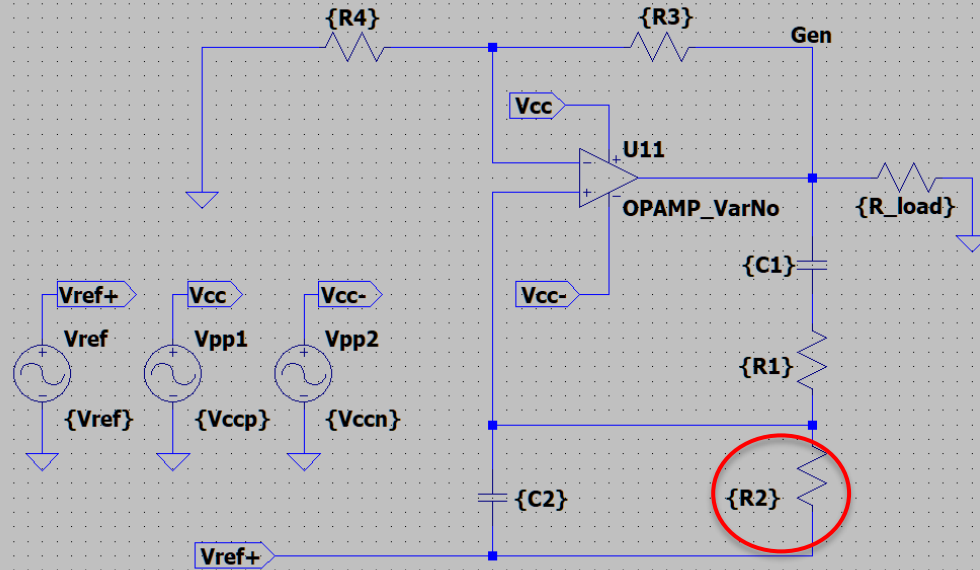 {R4}
{R3}
Gen
Vcc
U11
OPAMP_VarNo
{R_load}
{C1}
Vref+
Vcc
Vcc-
Vcc-
Vref
Vpp1
Vpp2
{R1}
{Vref}
{Vccp}
{Vccn}
{C2}
{R2}
Vref+